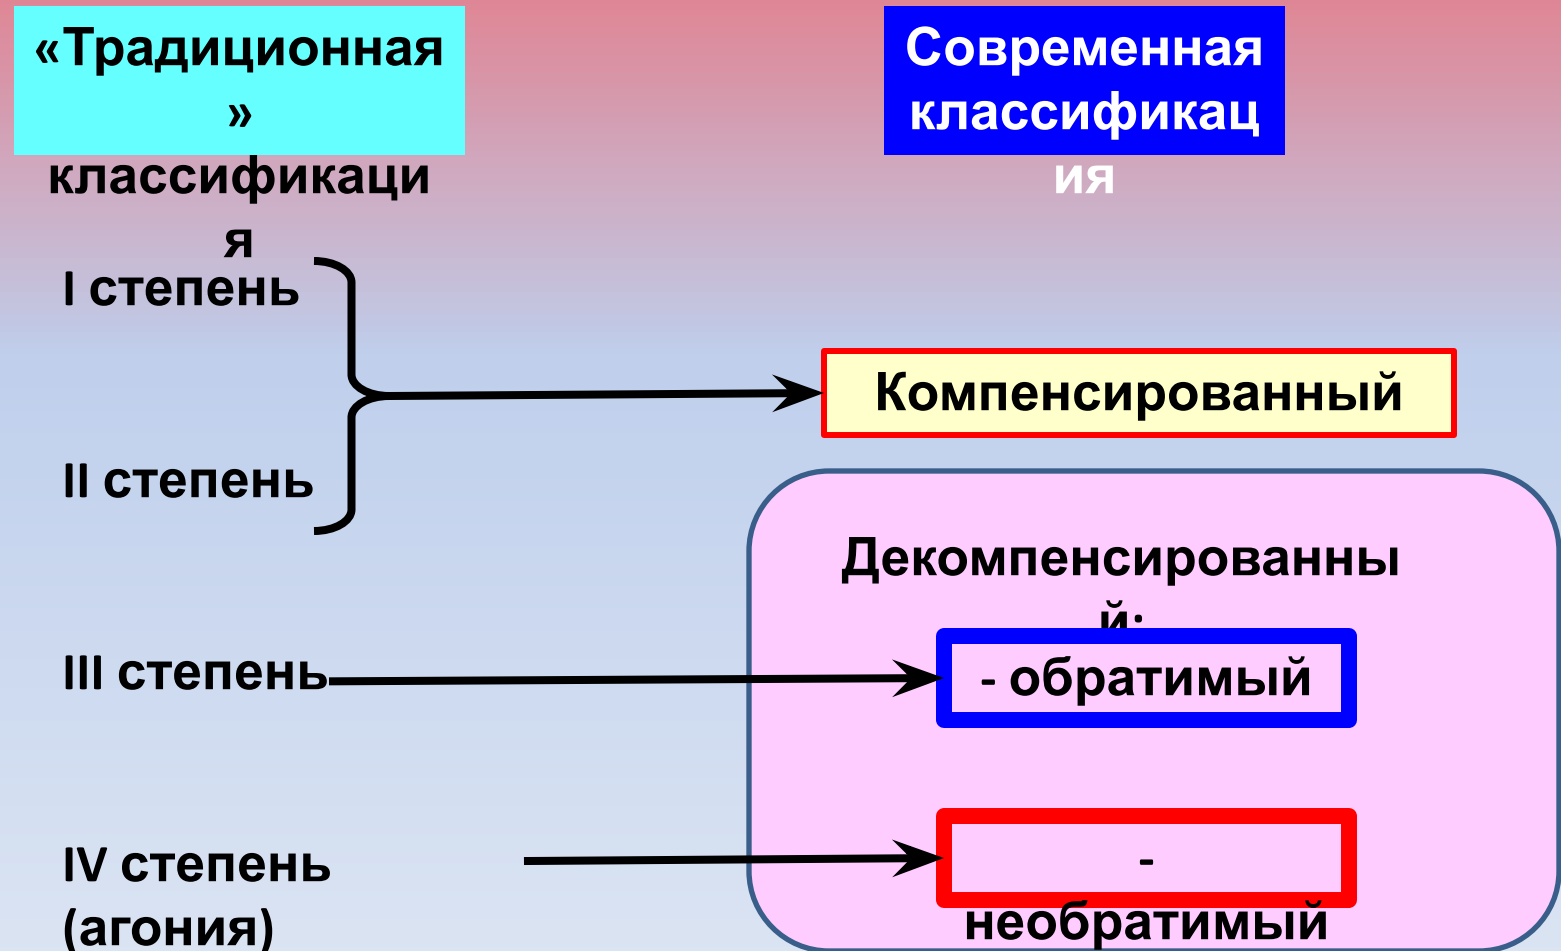 «Традиционная
»
классификаци
я
Современная
классификац
ия
I степень
Компенсированный
II степень
Декомпенсированны
й:
III степень
- обратимый
IV степень
(агония)
-
необратимый